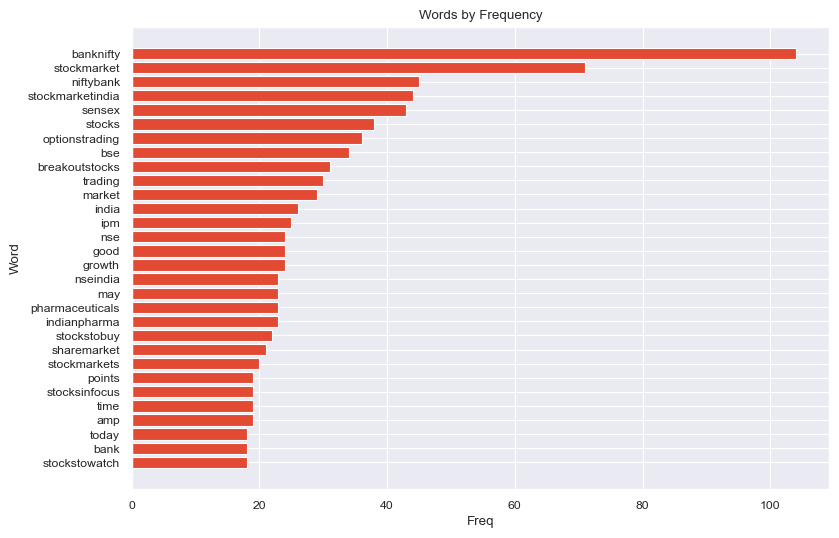 Words by Frequency
banknifty
stockmarket
niftybank
stockmarketindia
sensex
stocks
optionstrading
bse
breakoutstocks
trading
market
india
ipm
nse
good
growth
nseindia
may
pharmaceuticals
indianpharma
stockstobuy
sharemarket
stockmarkets
points
stocksinfocus
time
amp
today
bank
stockstowatch
Word
0 20 40 60 80 100
Freq